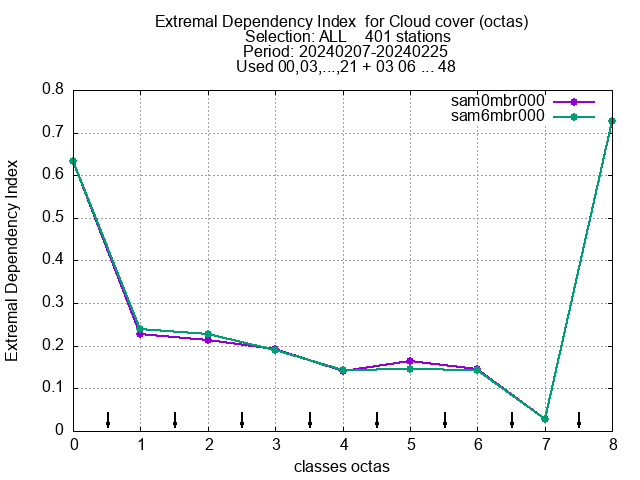 Extremal Dependency Index  for Cloud cover (octas)
Selection: ALL    401 stations
Period: 20240207-20240225
Used 00,03,...,21 + 03 06 ... 48
sam0mbr000
sam6mbr000
0.8
0.7
0.6
0.5
0.4
0.3
0.2
0.1
0
Extremal Dependency Index
0 1 2 3 4 5 6 7 8
classes octas